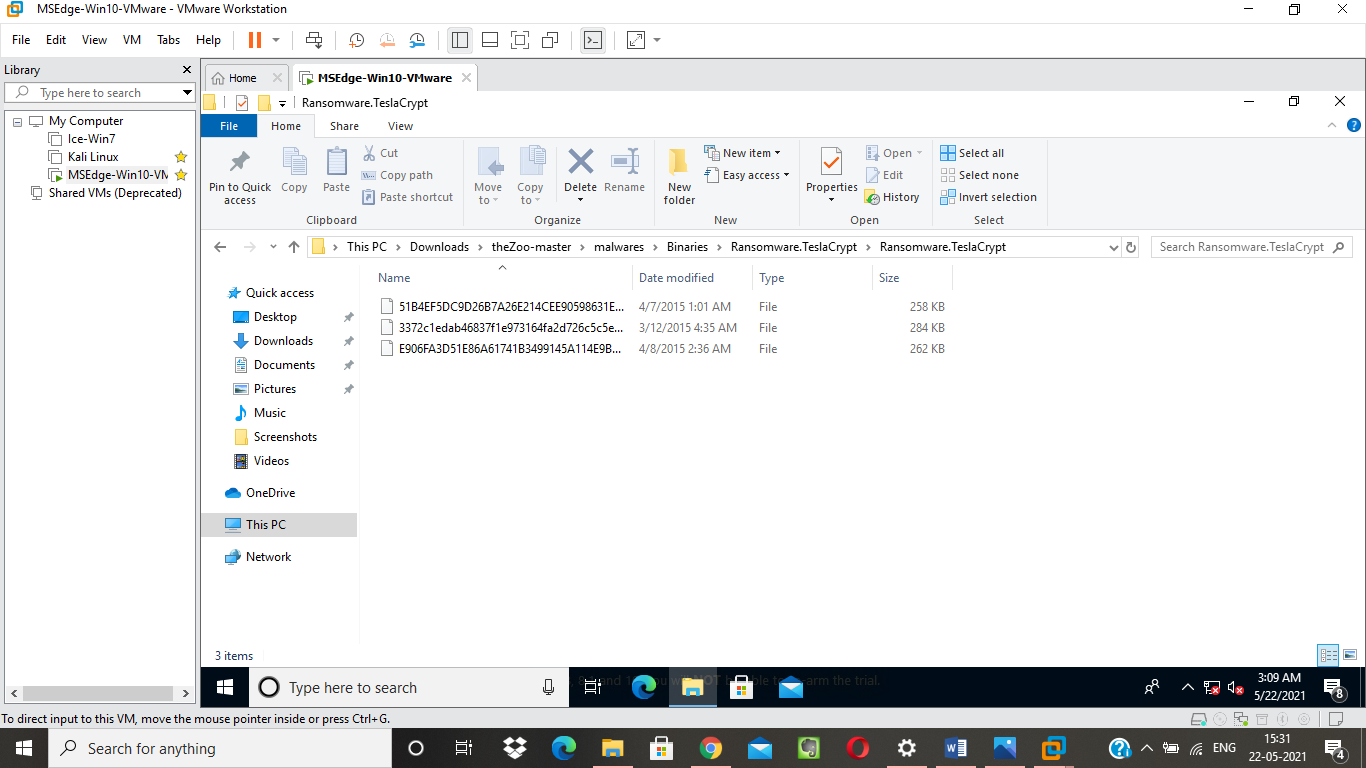 MSEdge-Win10-VMware - VMware Workstation
File Edit View VM Tabs Help
Library
Type here to search
My Computer
Ice-Win7
Kali Linux
MSEdge-Win10-VM
Shared VMs (Deprecated)
Home
MSEdge-Win10-VMware
Ransomware.TeslaCrypt
File Home Share View
Pin to Quick access
Copy
Paste
Cut
Copy path
Paste shortcut
Clipboard
Move to
Copy to
Delete
Rename
Organize
New folder
New item
Easy access
New
Properties
Open
Edit
History
Open
Select all
Select none
Invert selection
Select
This PC > Downloads > theZoo-master > malwares > Binaries > Ransomware.TeslaCrypt > Ransomware.TeslaCrypt
Search Ransomware.TeslaCrypt
Name Date modified Type Size
51B4EF5DC9D26B7A26E214CEE90598631E... 4/7/2015 1:01 AM File 258 KB
3372c1edab46837f1e973164fa2d726c5c5e... 3/12/2015 4:35 AM File 284 KB
E906FA3D51E86A61741B3499145A114E9B... 4/8/2015 2:36 AM File 262 KB
Quick access
Desktop
Downloads
Documents
Pictures
Music
Screenshots
Videos
OneDrive
This PC
Network
3 items
Type here to search
and
NOT
the trial.
3:09 AM
5/22/2021
8
To direct input to this VM, move the mouse pointer inside or press Ctrl+G.
Search for anything
ENG
15:31
22-05-2021
4